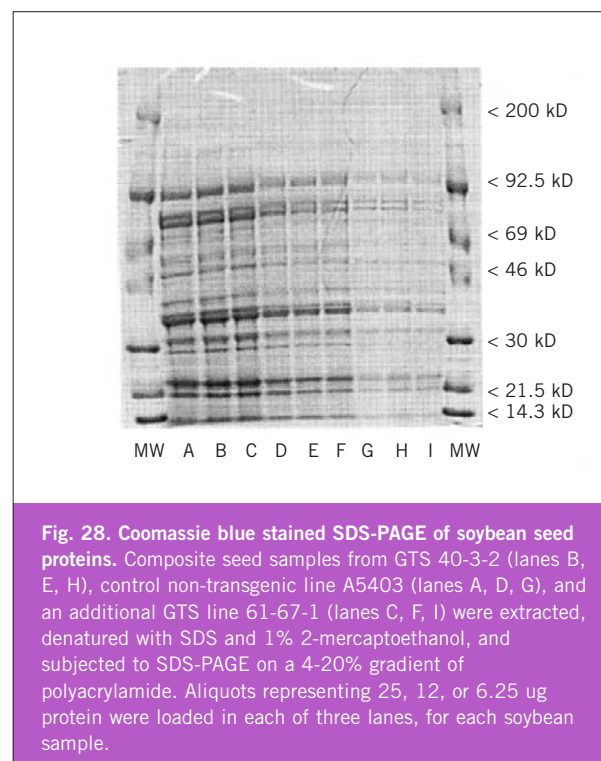 < 200 kD
< 92.5 kD
< 69 kD
< 46 kD
< 30 kD
< 21.5 kD
< 14.3 kD
MW A B C D E F G H I MW
Fig. 28. Coomassie blue stained SDS-PAGE of soybean seed
proteins. Composite seed samples from GTS 40-3-2 (lanes B,
E, H), control non-transgenic line A5403 (lanes A, D, G), and
an additional GTS line 61-67-1 (lanes C, F, I) were extracted,
denatured with SDS and 1% 2-mercaptoethanol, and
subjected to SDS-PAGE on a 4-20% gradient of
polyacrylamide. Aliquots representing 25, 12, or 6.25 ug
protein were loaded in each of three lanes, for each soybean
sample.